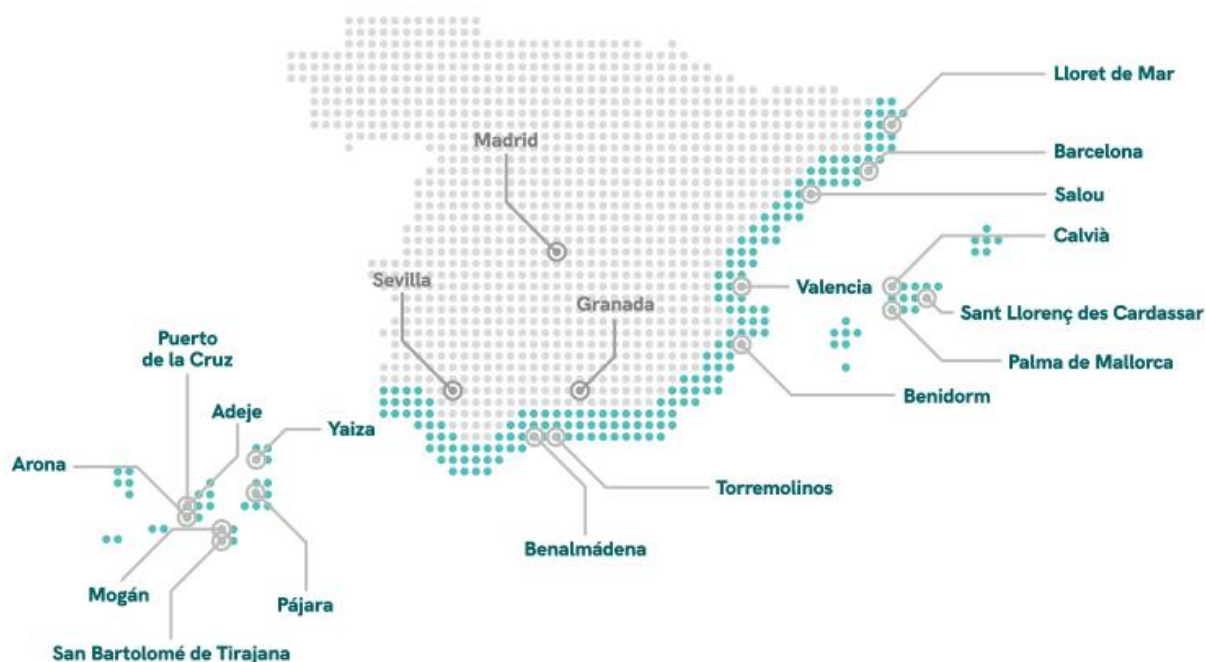 Lloret de Mar
Madrid
Barcelona
Salou
Calvià
Sevilla
Valencia
Granada
Sant Llorenç des Cardassar
Puerto
de la Cruz
Palma de Mallorca
Benidorm
Adeje
Yaiza
Arona
Torremolinos
Benalmádena
Mogán
Pájara
San Bartolomé de Tirajana